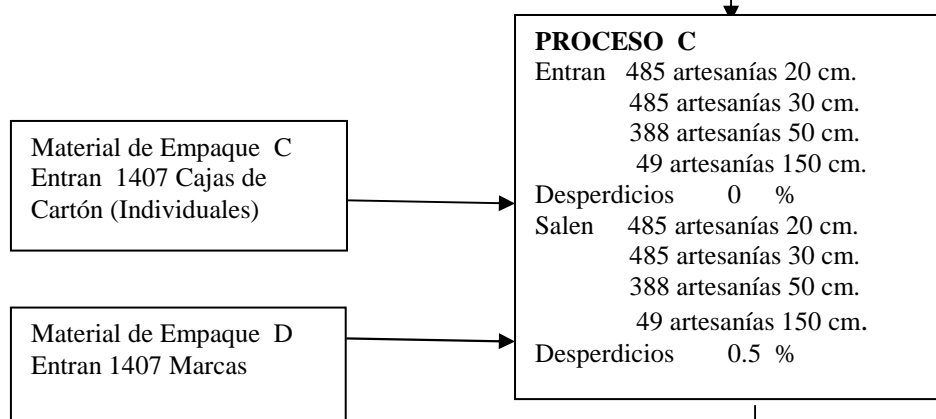 PROCESO C
Entran 485 artesanías 20 cm.
485 artesanías 30 cm.
388 artesanías 50 cm.
49 artesanías 150 cm.
Desperdicios 0 %
Salen 485 artesanías 20 cm.
485 artesanías 30 cm.
388 artesanías 50 cm.
49 artesanías 150 cm.
Desperdicios 0.5 %
Material de Empaque C
Entran 1407 Cajas de
Cartón (Individuales)
Material de Empaque D
Entran 1407 Marcas